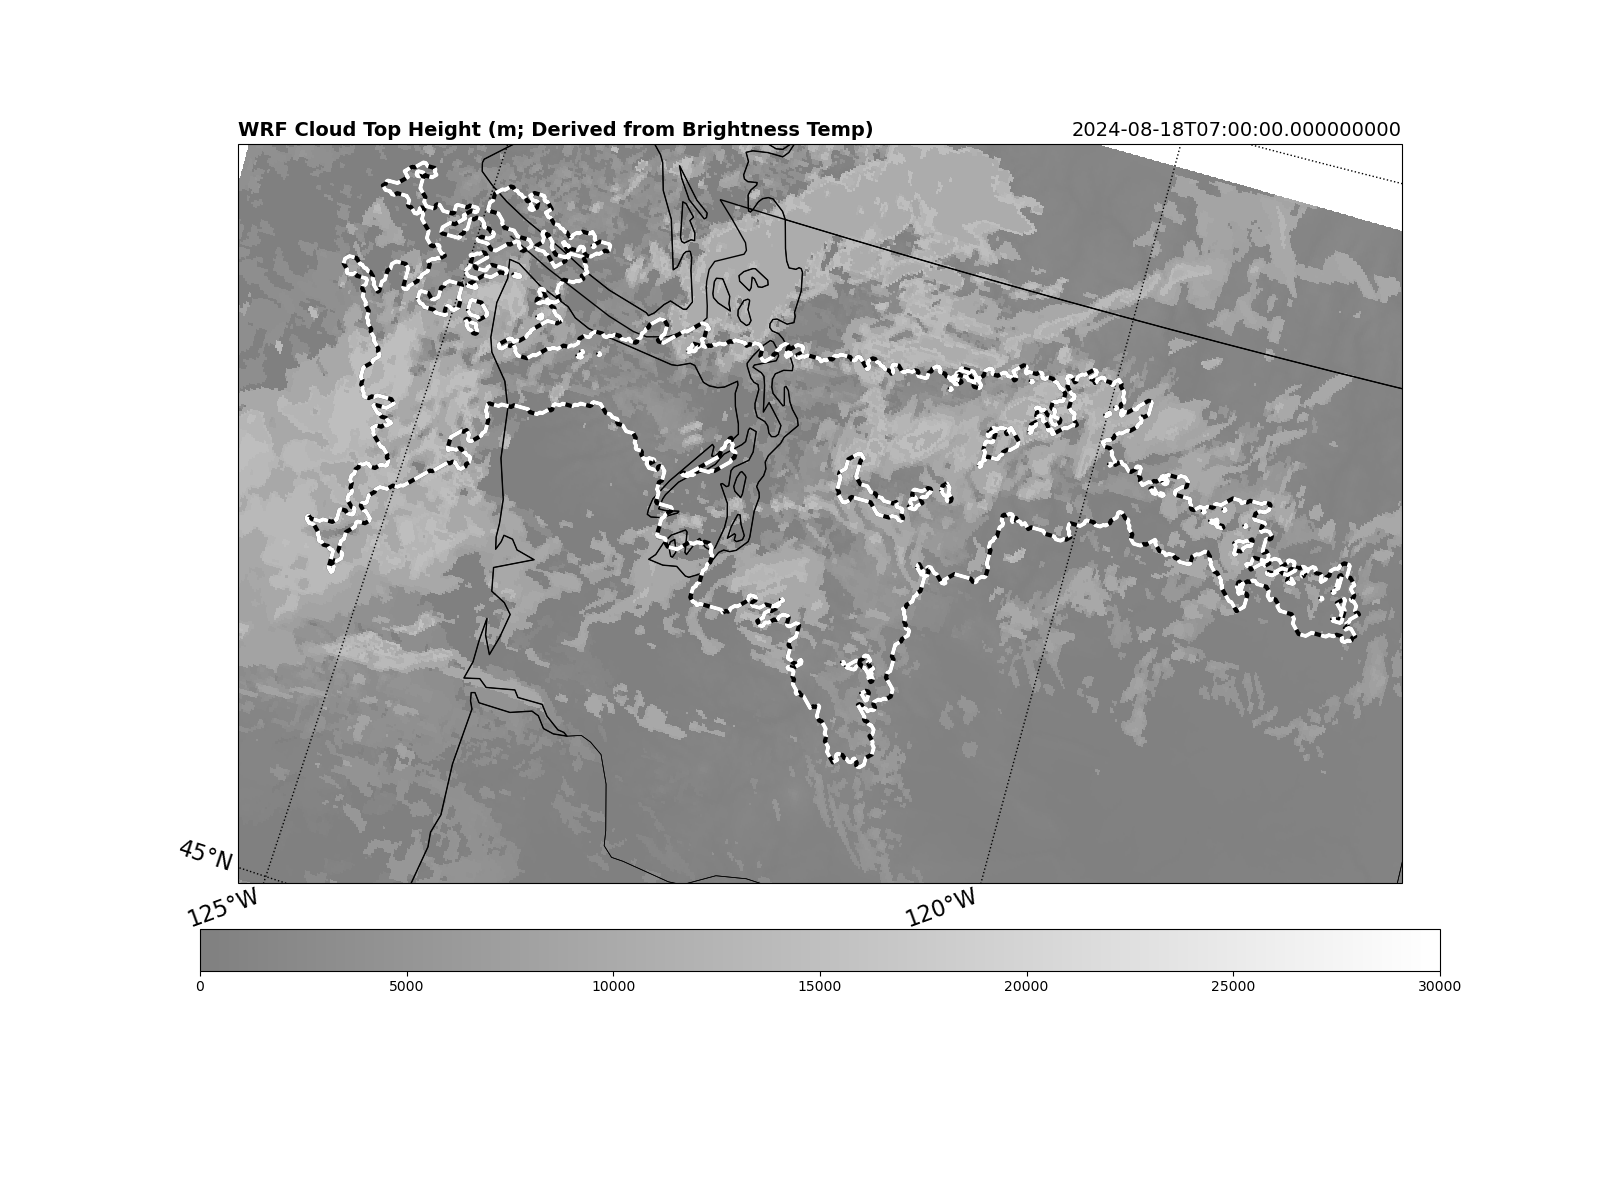 WRF Cloud Top Height (m; Derived from Brightness Temp) 2024-08-18T07:00:00.000000000
45°N
125°W 120°W
0 5000 10000 15000 20000 25000 30000